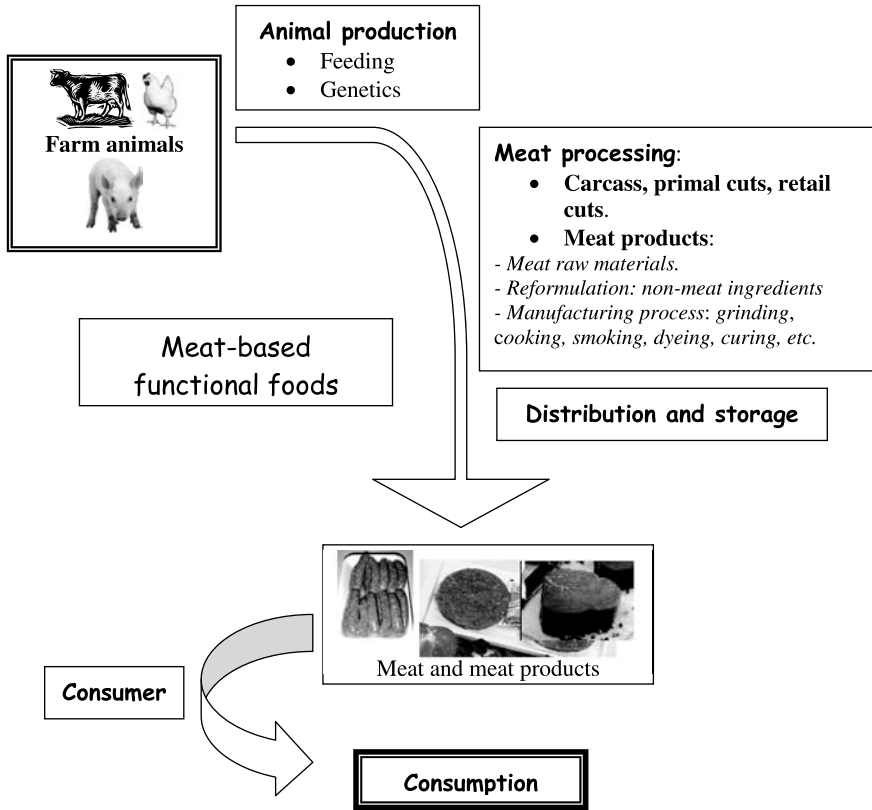 Animal production
• Feeding
• Genetics
Farm animals
Meat processing:
• Carcass, primal cuts, retail
cuts.
• Meat products:
- Meat raw materials.
- Reformulation: non-meat ingredients
- Manufacturing process: grinding,
cooking, smoking, dyeing, curing, etc.
Meat-based
functional foods
Distribution and storage
Meat and meat products
Consumer
Consumption